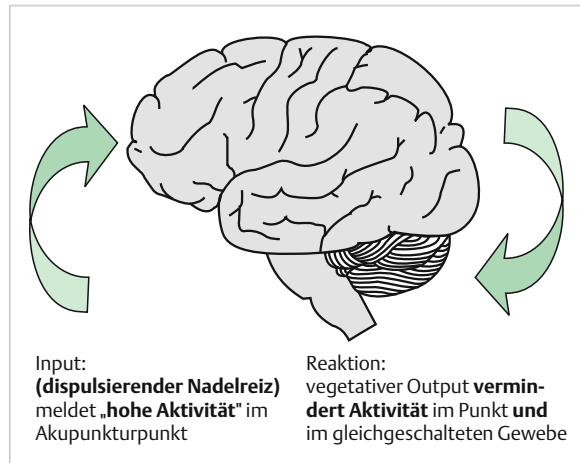 Input:
(dispulsierender Nadelreiz)
meldet „hohe Aktivität" im
Akupunkturpunkt
Reaktion:
vegetativer Output vermin-
dert Aktivität im Punkt und
im gleichgeschalteten Gewebe